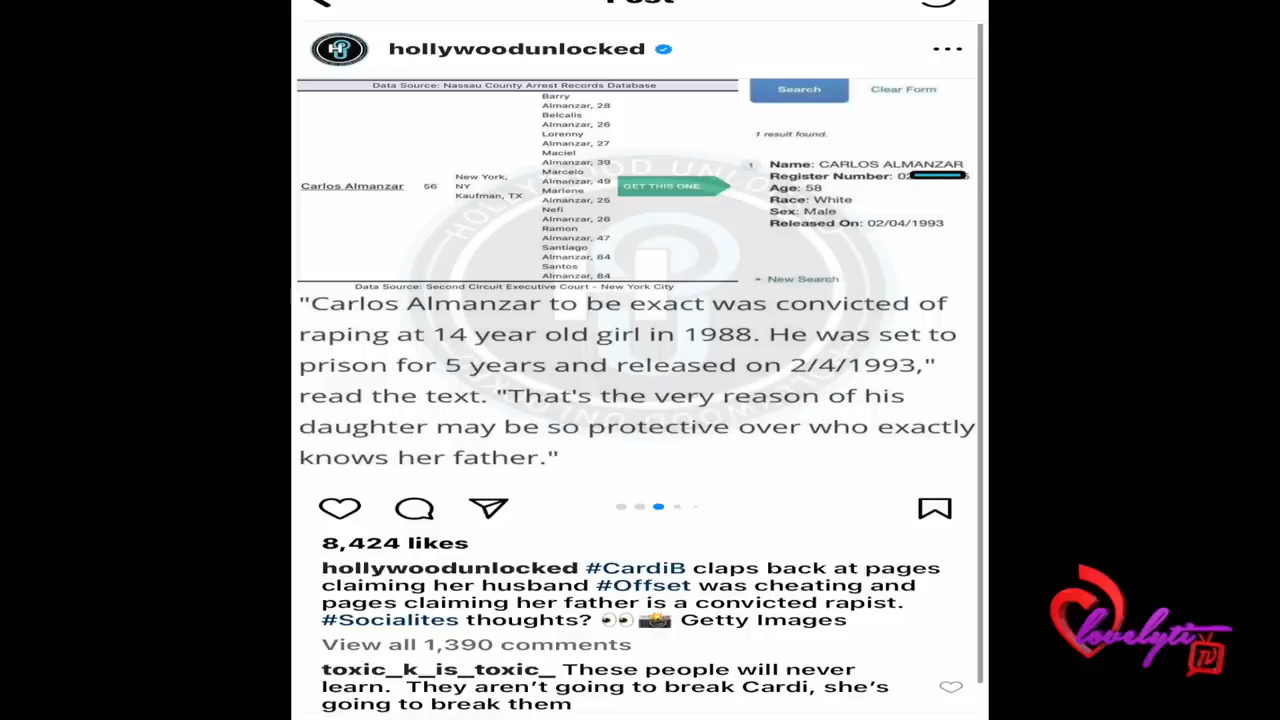 Post
hollywoodunlocked
Data Source: Nassau County Arrest Records Database
Carlos Almanzar
56
New York,
NY
Kaufman, TX
Barry
Almanzar, 28
Belcalis
Almanzar, 26
Lorenny
Almanzar, 27
Maciel
Almanzar, 39
Marcelo
Almanzar, 49
Marlene
Almanzar, 25
Nefi
Almanzar, 26
Ramon
Almanzar, 47
Santiago
Almanzar, 84
Santos
Almanzar, 84
GET THIS ONE
Data Source: Second Circuit Executive Court - New York City
Search
Clear Form
1 result found.
1
Name: CARLOS ALMANZAR
Register Number: 02
Age: 58
Race: White
Sex: Male
Released On: 02/04/1993
New Search
"Carlos Almanzar to be exact was convicted of
raping at 14 year old girl in 1988. He was set to
prison for 5 years and released on 2/4/1993,"
read the text. "That's the very reason of his
daughter may be so protective over who exactly
knows her father."
8,424 likes
hollywoodunlocked #CardiB claps back at pages
claiming her husband #Offset was cheating and
pages claiming her father is a convicted rapist.
#Socialites thoughts? 👀 📸 Getty Images
View all 1,390 comments
toxic_k_is_toxic_ These people will never
learn. They aren't going to break Cardi, she's
going to break them
lovelyti
TV